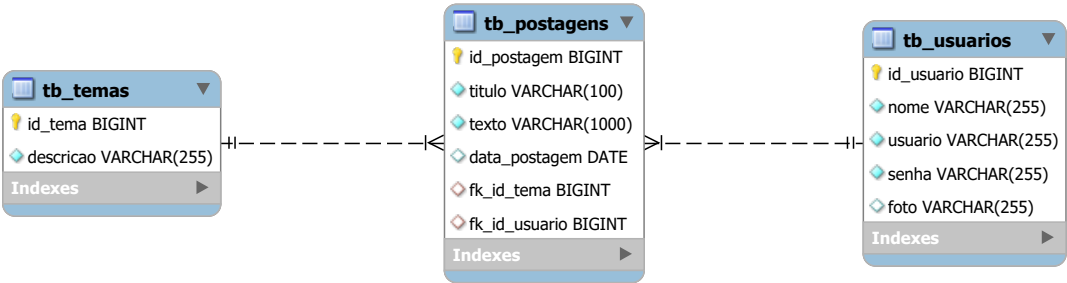 tb_temas
id_tema BIGINT
descricao VARCHAR(255)
Indexes
tb_postagens
id_postagem BIGINT
titulo VARCHAR(100)
texto VARCHAR(1000)
data_postagem DATE
fk_id_tema BIGINT
fk_id_usuario BIGINT
Indexes
tb_usuarios
id_usuario BIGINT
nome VARCHAR(255)
usuario VARCHAR(255)
senha VARCHAR(255)
foto VARCHAR(255)
Indexes